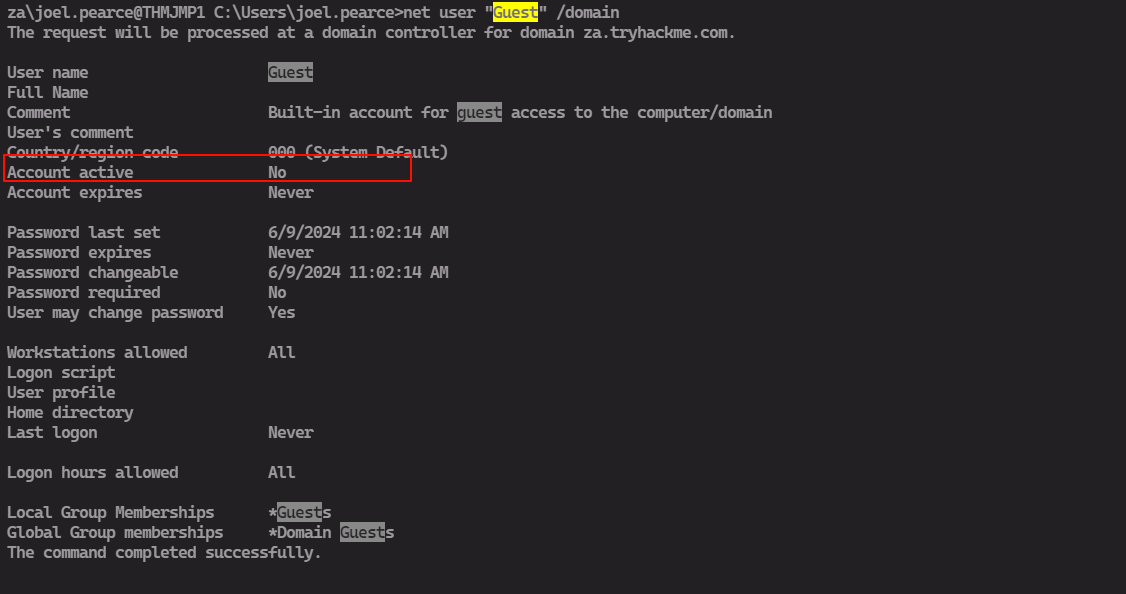 za\joel.pearce@THMJMP1 C:\Users\joel.pearce>net user "Guest" /domain
The request will be processed at a domain controller for domain za.tryhackme.com.
User name                    Guest
Full Name
Comment                      Built-in account for guest access to the computer/domain
User's comment
Country/region code          000 (System Default)
Account active               No
Account expires              Never
Password last set            6/9/2024 11:02:14 AM
Password expires             Never
Password changeable          6/9/2024 11:02:14 AM
Password required            No
User may change password     Yes
Workstations allowed         All
Logon script
User profile
Home directory
Last logon                   Never
Logon hours allowed          All
Local Group Memberships      *Guests
Global Group memberships     *Domain Guests
The command completed successfully.